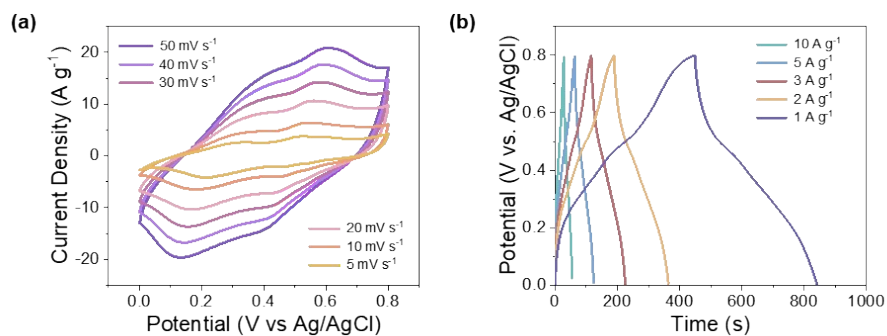 (a)
50 mV s⁻¹
40 mV s⁻¹
30 mV s⁻¹
20 mV s⁻¹
10 mV s⁻¹
5 mV s⁻¹
20
10
0
-10
-20
Current Density (A g⁻¹)
0.0 0.2 0.4 0.6 0.8
Potential (V vs Ag/AgCl)
(b)
10 A g⁻¹
5 A g⁻¹
3 A g⁻¹
2 A g⁻¹
1 A g⁻¹
0.8
0.4
0.2
0.0
Potential (V vs. Ag/AgCl)
0 200 400 600 800 1000
Time (s)